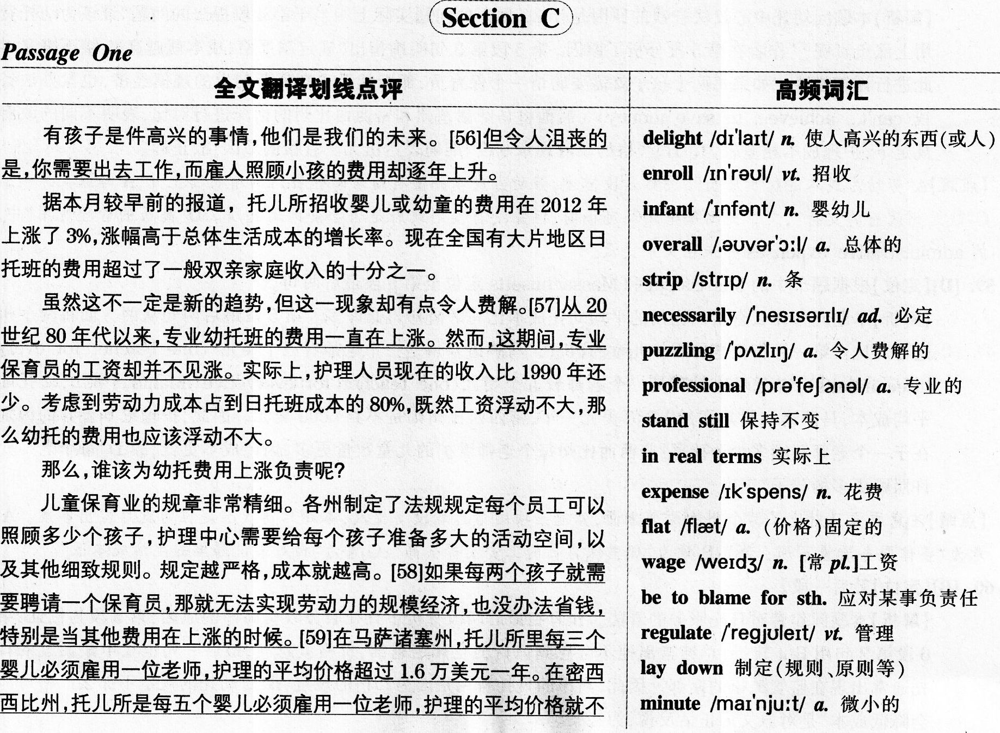 Section C
Passage One
全文翻译划线点评
有孩子是件高兴的事情,他们是我们的未来。[56]但令人沮丧的
是,你需要出去工作,而雇人照顾小孩的费用却逐年上升。
据本月较早前的报道，托儿所招收婴儿或幼童的费用在 2012 年
上涨了 3%,涨幅高于总体生活成本的增长率。现在全国有大片地区日
托班的费用超过了一般双亲家庭收入的十分之一。
虽然这不一定是新的趋势,但这一现象却有点令人费解。[57]从 20
世纪 80 年代以来,专业幼托班的费用一直在上涨。然而,这期间,专业
保育员的工资却并不见涨。实际上,护理人员现在的收入比 1990 年还
少。考虑到劳动力成本占到日托班成本的 80%,既然工资浮动不大,那
么幼托的费用也应该浮动不大。
那么,谁该为幼托费用上涨负责呢?
儿童保育业的规章非常精细。各州制定了法规规定每个员工可以
照顾多少个孩子,护理中心需要给每个孩子准备多大的活动空间,以
及其他细致规则。规定越严格,成本就越高。[58]如果每两个孩子就需
要聘请一个保育员,那就无法实现劳动力的规模经济,也没办法省钱,
特别是当其他费用在上涨的时候。[59]在马萨诸塞州,托儿所里每三个
婴儿必须雇用一位老师,护理的平均价格超过 1.6 万美元一年。在密西
西比州,托儿所是每五个婴儿必须雇用一位老师,护理的平均价格就不
高频词汇
delight /dɪ'laɪt/ n. 使人高兴的东西(或人)
enroll /ɪn'rəʊl/ vt. 招收
infant /'ɪnfənt/ n. 婴幼儿
overall /ˌəʊvər'ɔːl/ a. 总体的
strip /strɪp/ n. 条
necessarily /'nesɪsərɪlɪ/ ad. 必定
puzzling /'pʌzlɪŋ/ a. 令人费解的
professional /prə'feʃənəl/ a. 专业的
stand still 保持不变
in real terms 实际上
expense /ɪk'spens/ n. 花费
flat /flæt/ a. (价格)固定的
wage /weɪdʒ/ n. [常 pl.]工资
be to blame for sth. 应对某事负责任
regulate /'regjʊleɪt/ vt. 管理
lay down 制定(规则、原则等)
minute /maɪ'njuːt/ a. 微小的